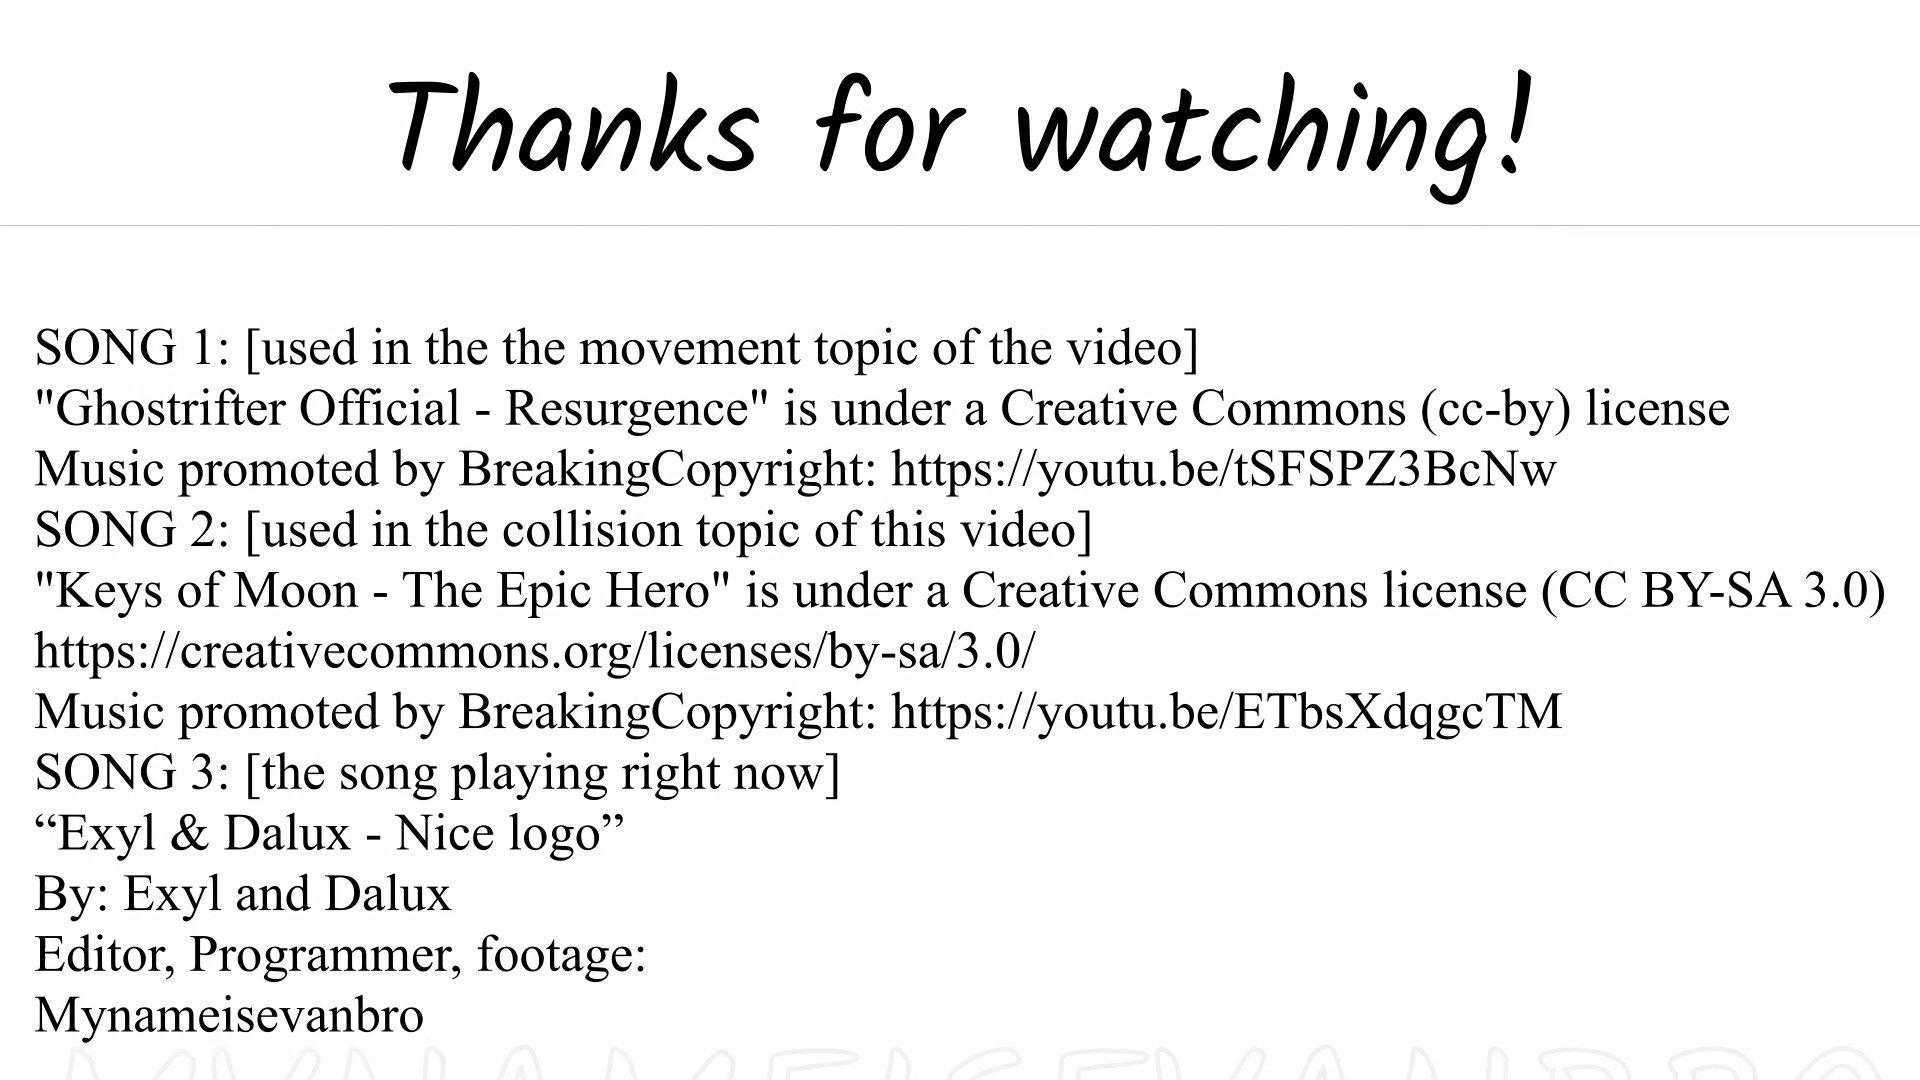 Thanks for watching!
SONG 1: [used in the the movement topic of the video]
"Ghostrifter Official - Resurgence" is under a Creative Commons (cc-by) license
Music promoted by BreakingCopyright: https://youtu.be/tSFSPZ3BcNw
SONG 2: [used in the collision topic of this video]
"Keys of Moon - The Epic Hero" is under a Creative Commons license (CC BY-SA 3.0)
https://creativecommons.org/licenses/by-sa/3.0/
Music promoted by BreakingCopyright: https://youtu.be/ETbsXdqgcTM
SONG 3: [the song playing right now]
“Exyl & Dalux - Nice logo”
By: Exyl and Dalux
Editor, Programmer, footage:
Mynameisevanbro
MYNAMEISEVANBRO